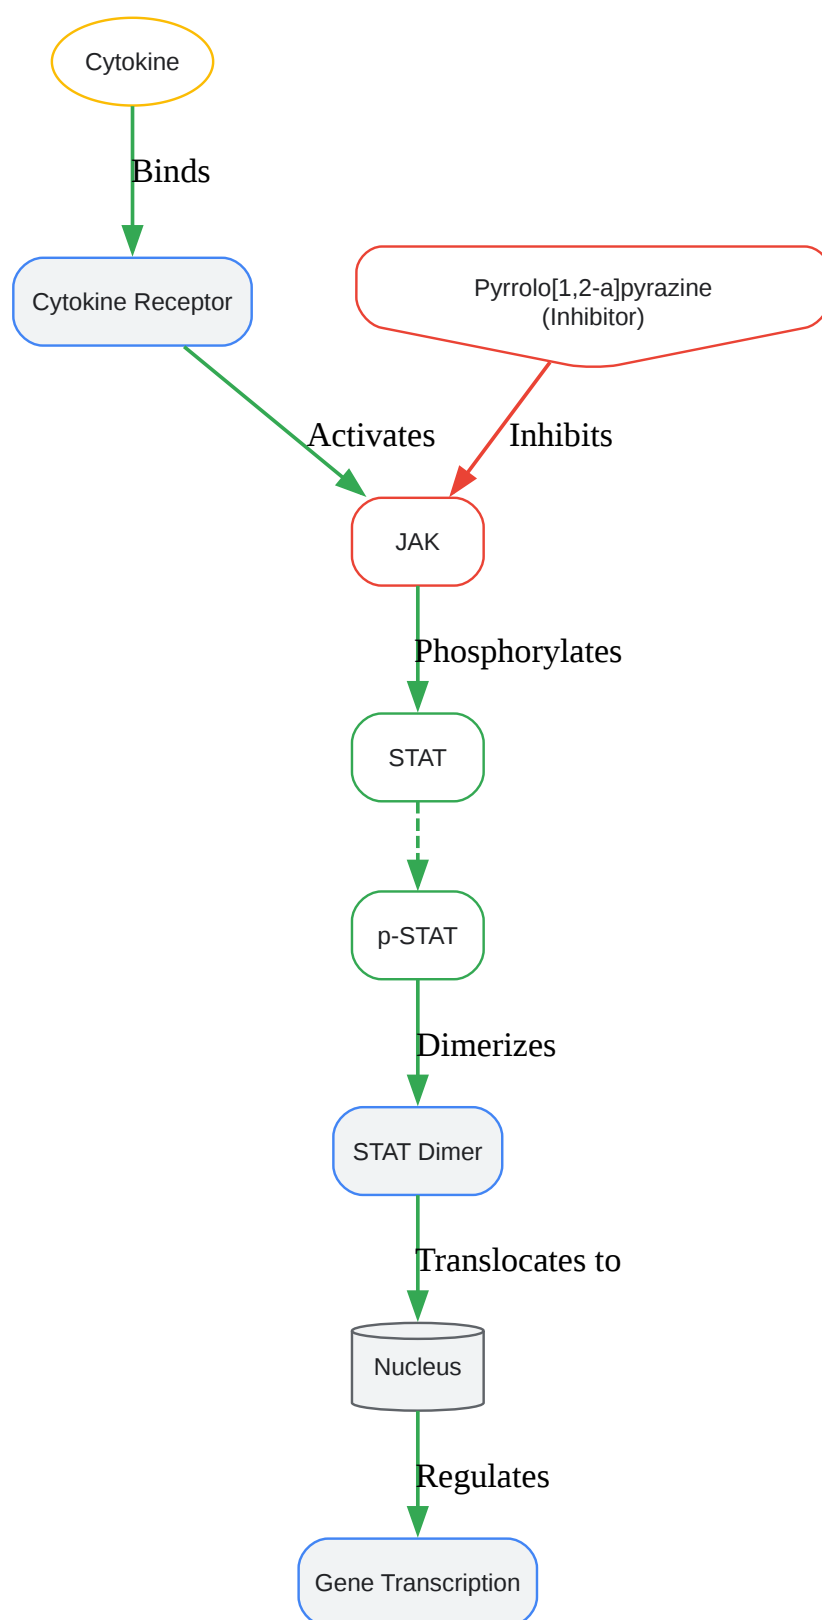 Cytokine
Binds
Cytokine Receptor
Pyrrolo[1,2-a]pyrazine
(Inhibitor)
Activates
Inhibits
JAK
Phosphorylates
STAT
p-STAT
Dimerizes
STAT Dimer
Translocates to
Nucleus
Regulates
Gene Transcription